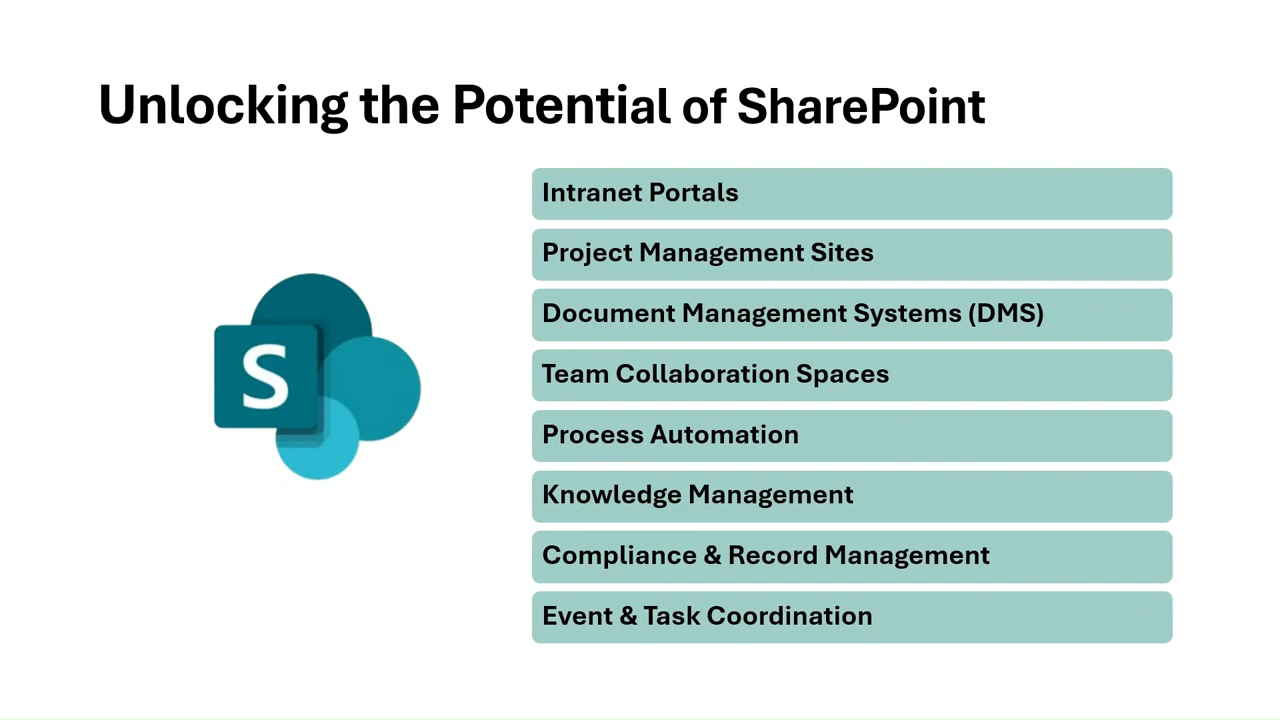 Unlocking the Potential of SharePoint
S
Intranet Portals
Project Management Sites
Document Management Systems (DMS)
Team Collaboration Spaces
Process Automation
Knowledge Management
Compliance & Record Management
Event & Task Coordination